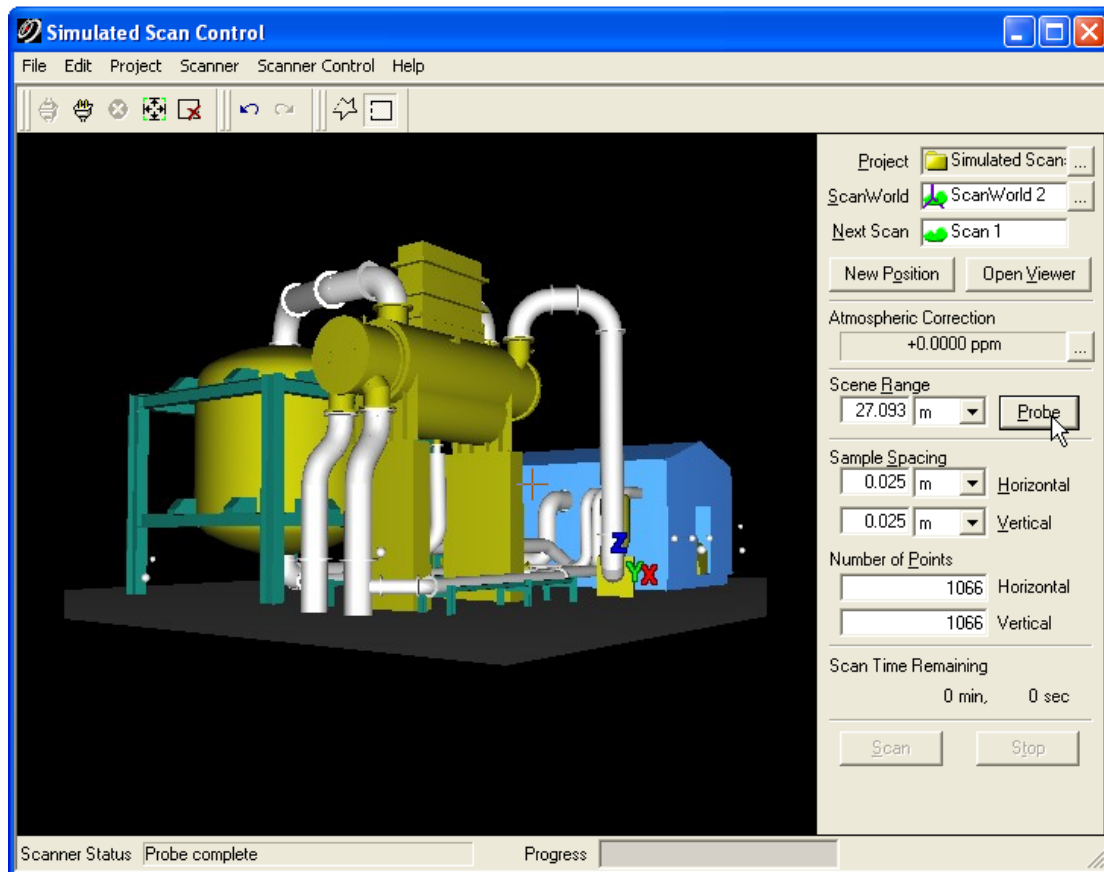 Simulated Scan Control
File Edit Project Scanner Scanner Control Help
Project Simulated Scan: ...
ScanWorld ScanWorld 2 ...
Next Scan Scan 1
New Position Open Viewer
Atmospheric Correction
+0.0000 ppm ...
Scene Range
27.093 m Probe
Sample Spacing
0.025 m Horizontal
0.025 m Vertical
Number of Points
1066 Horizontal
1066 Vertical
Scan Time Remaining
0 min, 0 sec
Scan Stop
Z
YX
Scanner Status Probe complete Progress